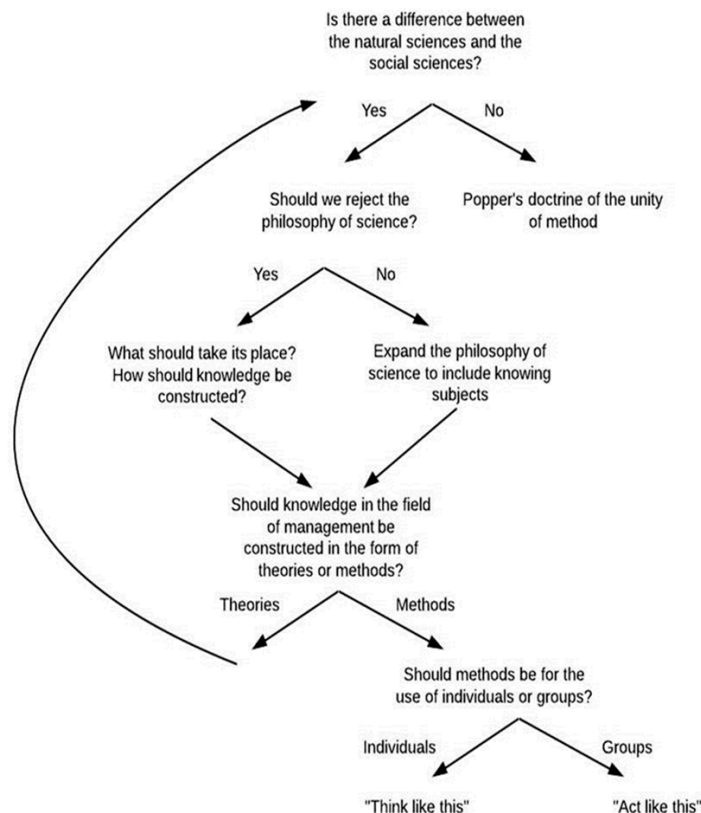 Is there a difference between
the natural sciences and the
social sciences?
Yes
No
Should we reject the
philosophy of science?
Popper's doctrine of the unity
of method
Yes
No
What should take its place?
How should knowledge be
constructed?
Expand the philosophy of
science to include knowing
subjects
Should knowledge in the field
of management be
constructed in the form of
theories or methods?
Theories
Methods
Should methods be for the
use of individuals or groups?
Individuals
Groups
"Think like this"
"Act like this"